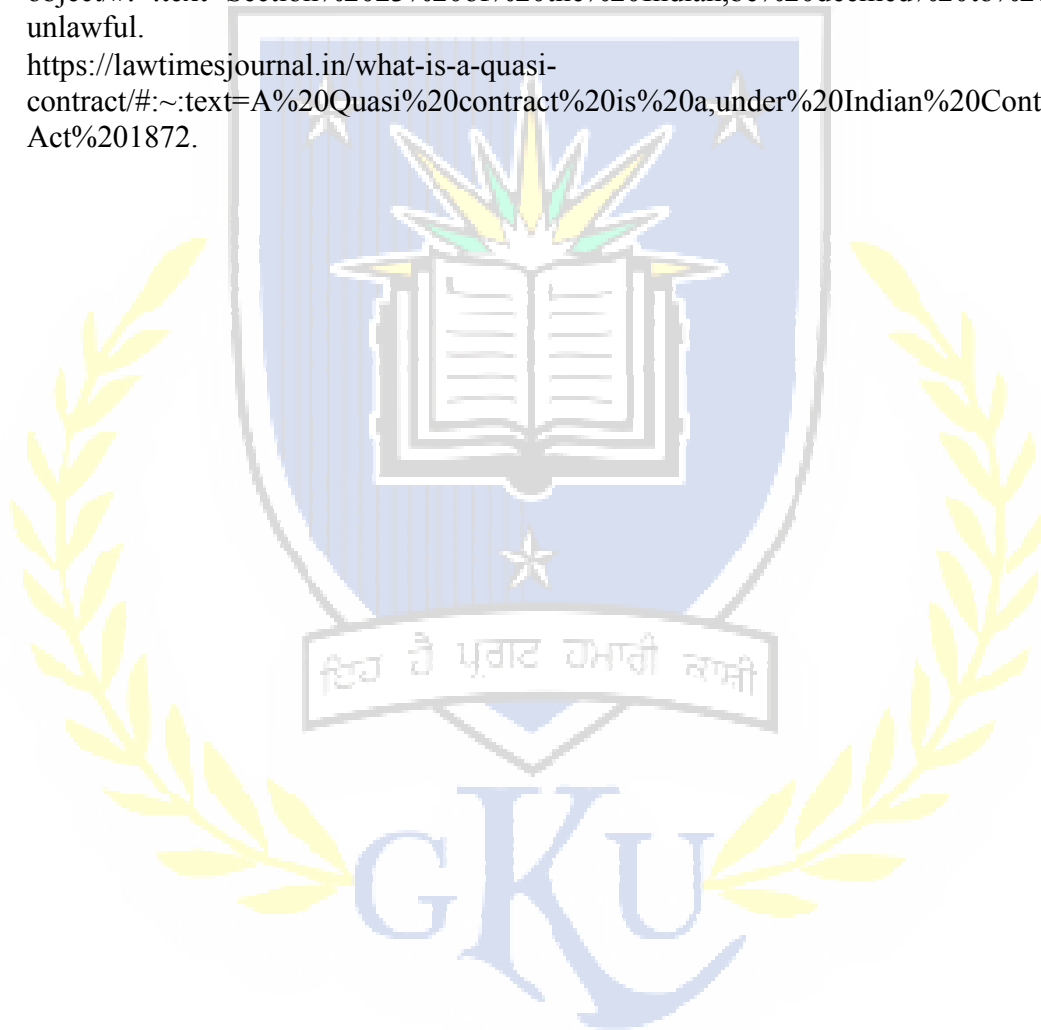 unlawful.
https://lawtimesjournal.in/what-is-a-quasi-
contract/#:~:text=A%20Quasi%20contract%20is%20a,under%20Indian%20Cont
Act%201872.
ਇਹ ਹੈ ਪ੍ਰਗਟ ਹਮਾਰੀ ਕਾਸੀ
GKU